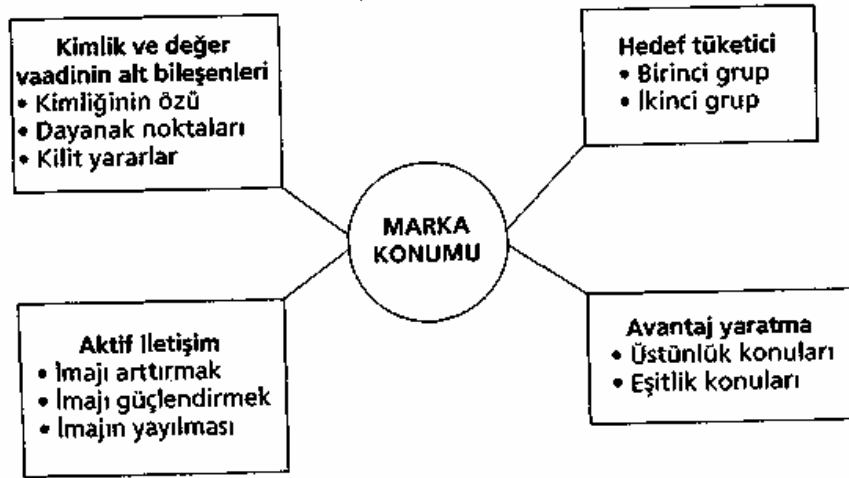 Kimlik ve değer
vaadinin alt bileşenleri
• Kimliğinin özü
• Dayanak noktaları
• Kilit yararlar
Hedef tüketici
• Birinci grup
• İkinci grup
MARKA
KONUMU
Aktif İletişim
• İmajı arttırmak
• İmajı güçlendirmek
• İmajın yayılması
Avantaj yaratma
• Üstünlük konuları
• Eşitlik konuları